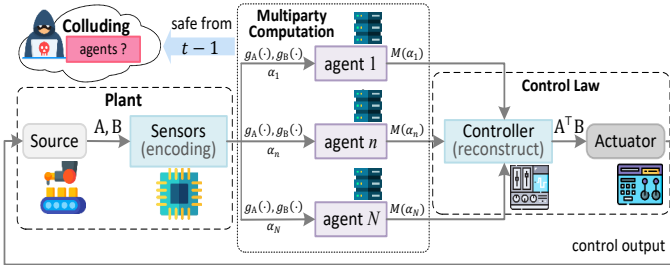 Colluding
agents ?
safe from
t − 1
Multiparty
Computation
g_A(·), g_B(·)
α_1
agent 1
M(α_1)
Plant
Source
A, B
Sensors
(encoding)
g_A(·), g_B(·)
α_n
agent n
M(α_n)
Control Law
Controller
(reconstruct)
A^⊤B
Actuator
g_A(·), g_B(·)
α_N
agent N
M(α_N)
control output